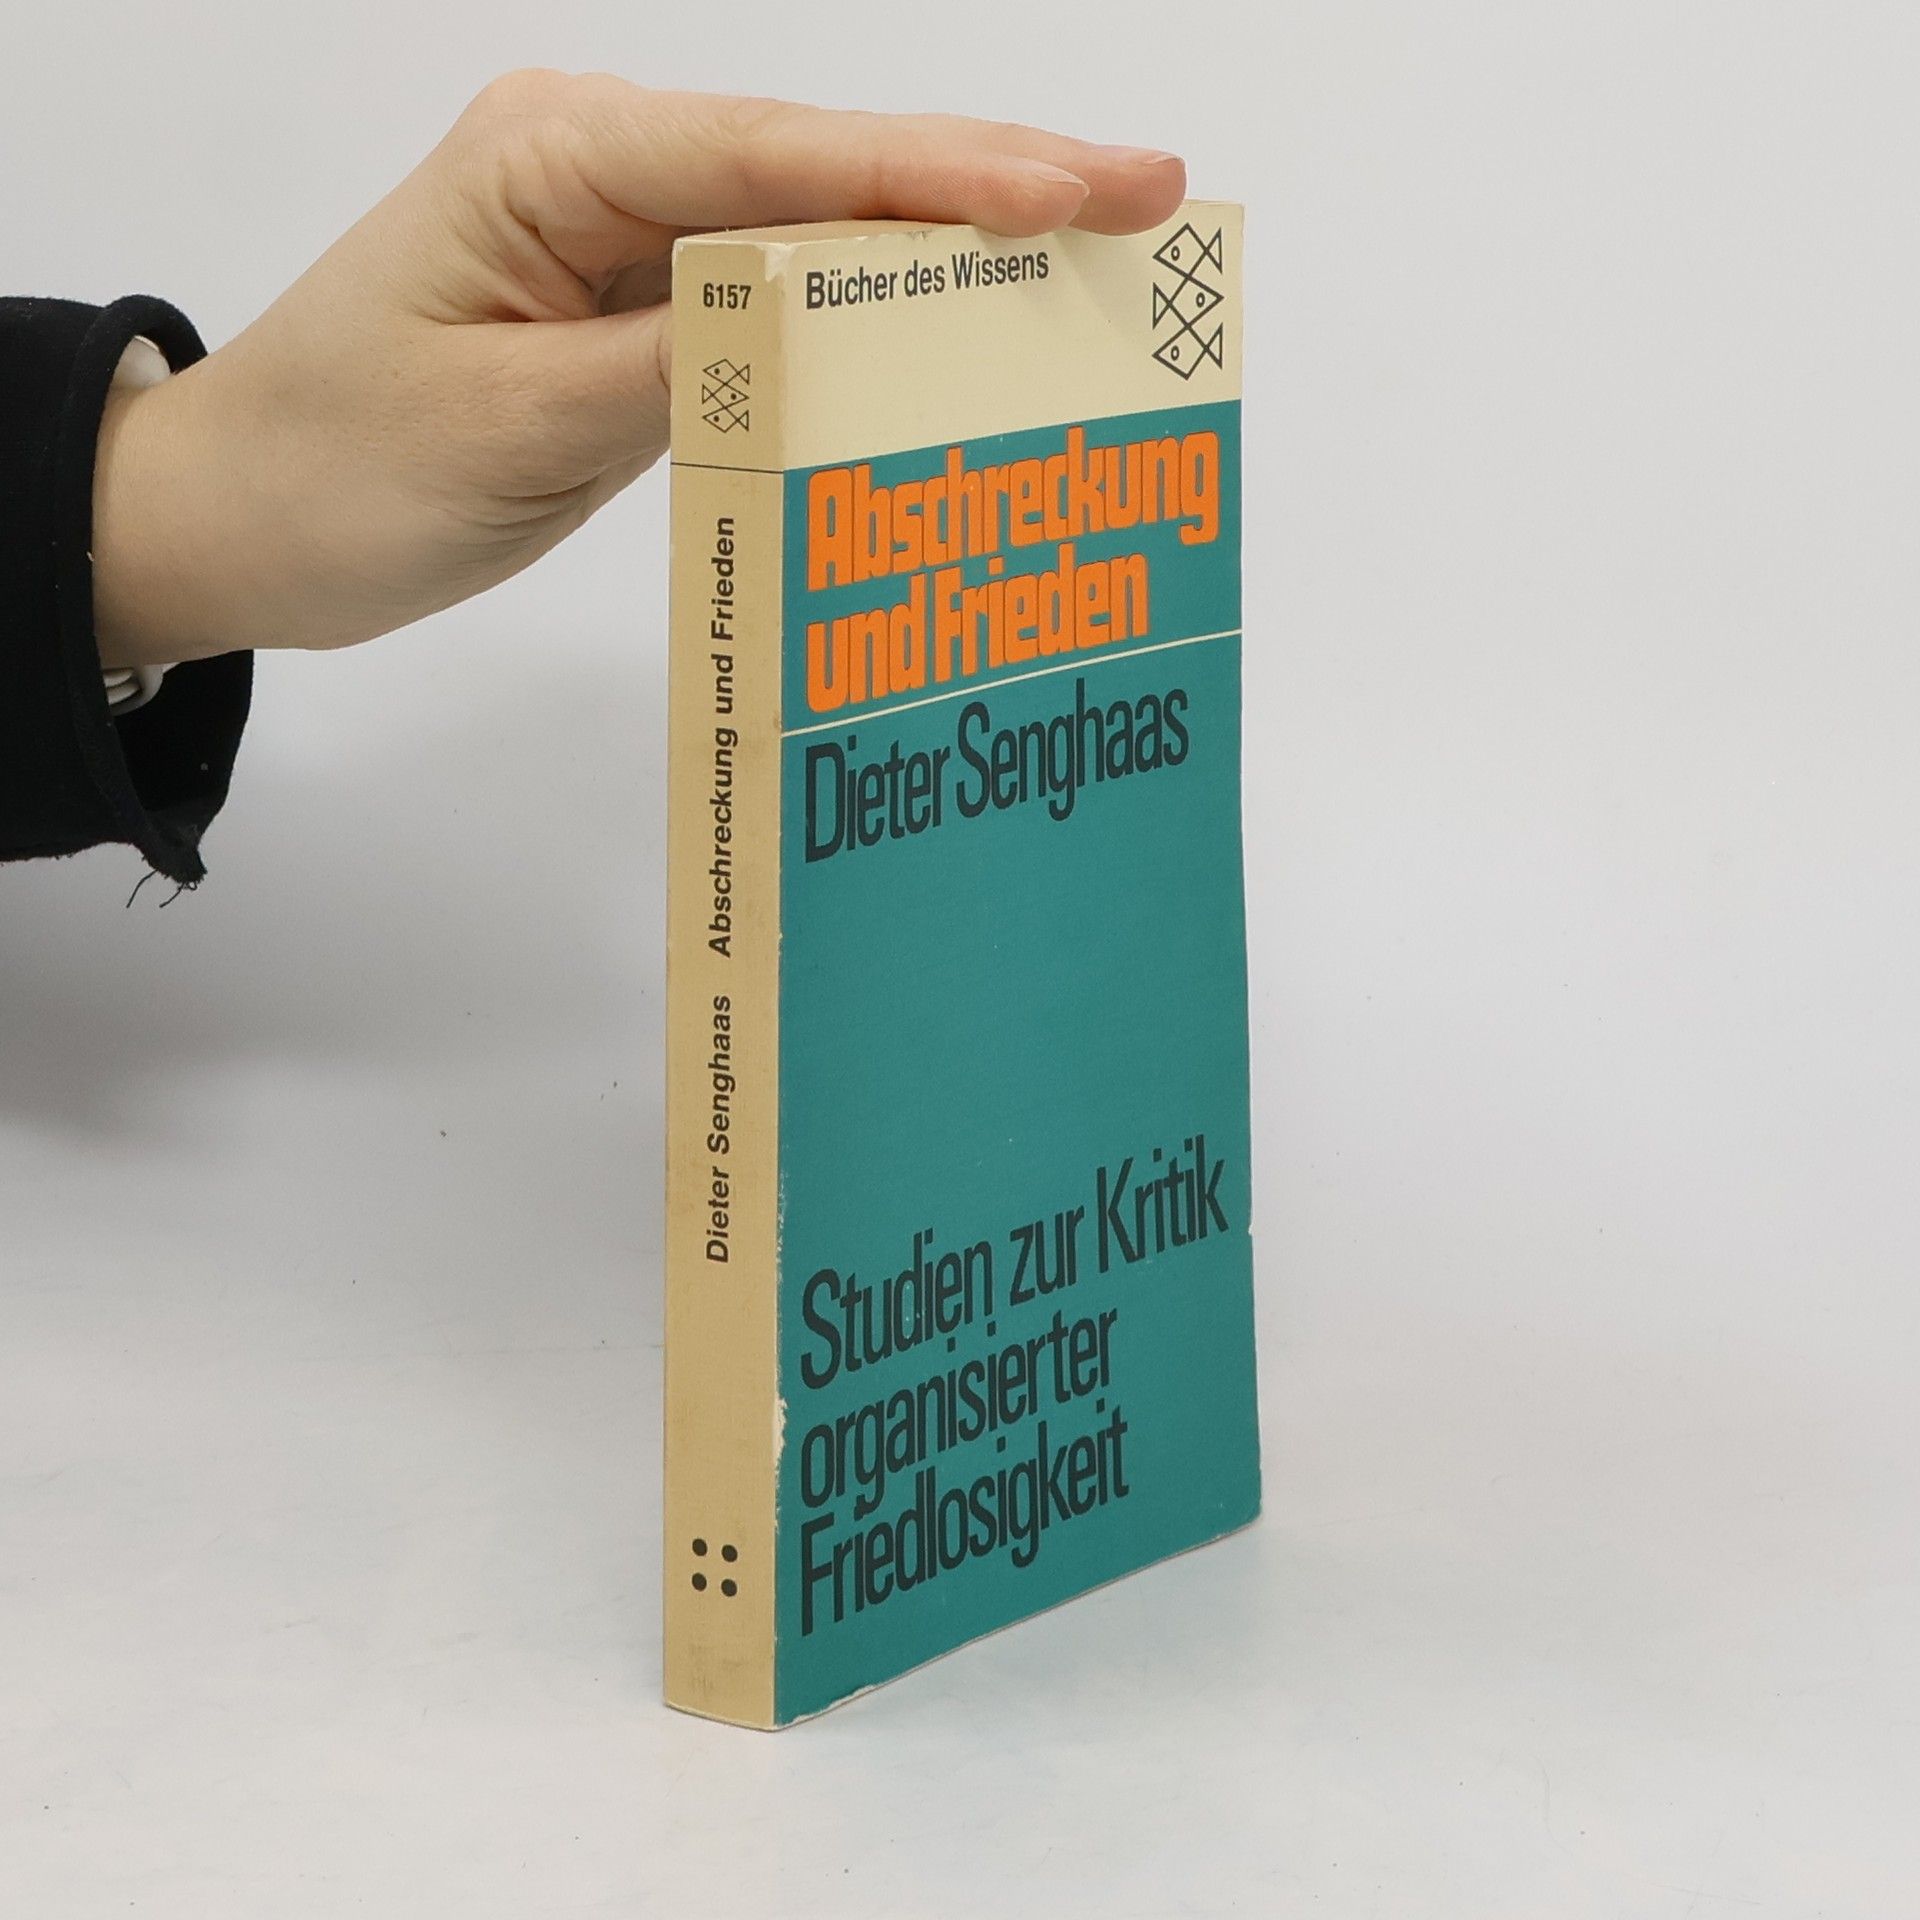 6157
Dieter Senghaas Abschreckung und Frieden
Bücher des Wissens
Abschreckung
und Frieden
Dieter Senghaas
Studien zur Kritik
organisierter
Friedlosigkeit